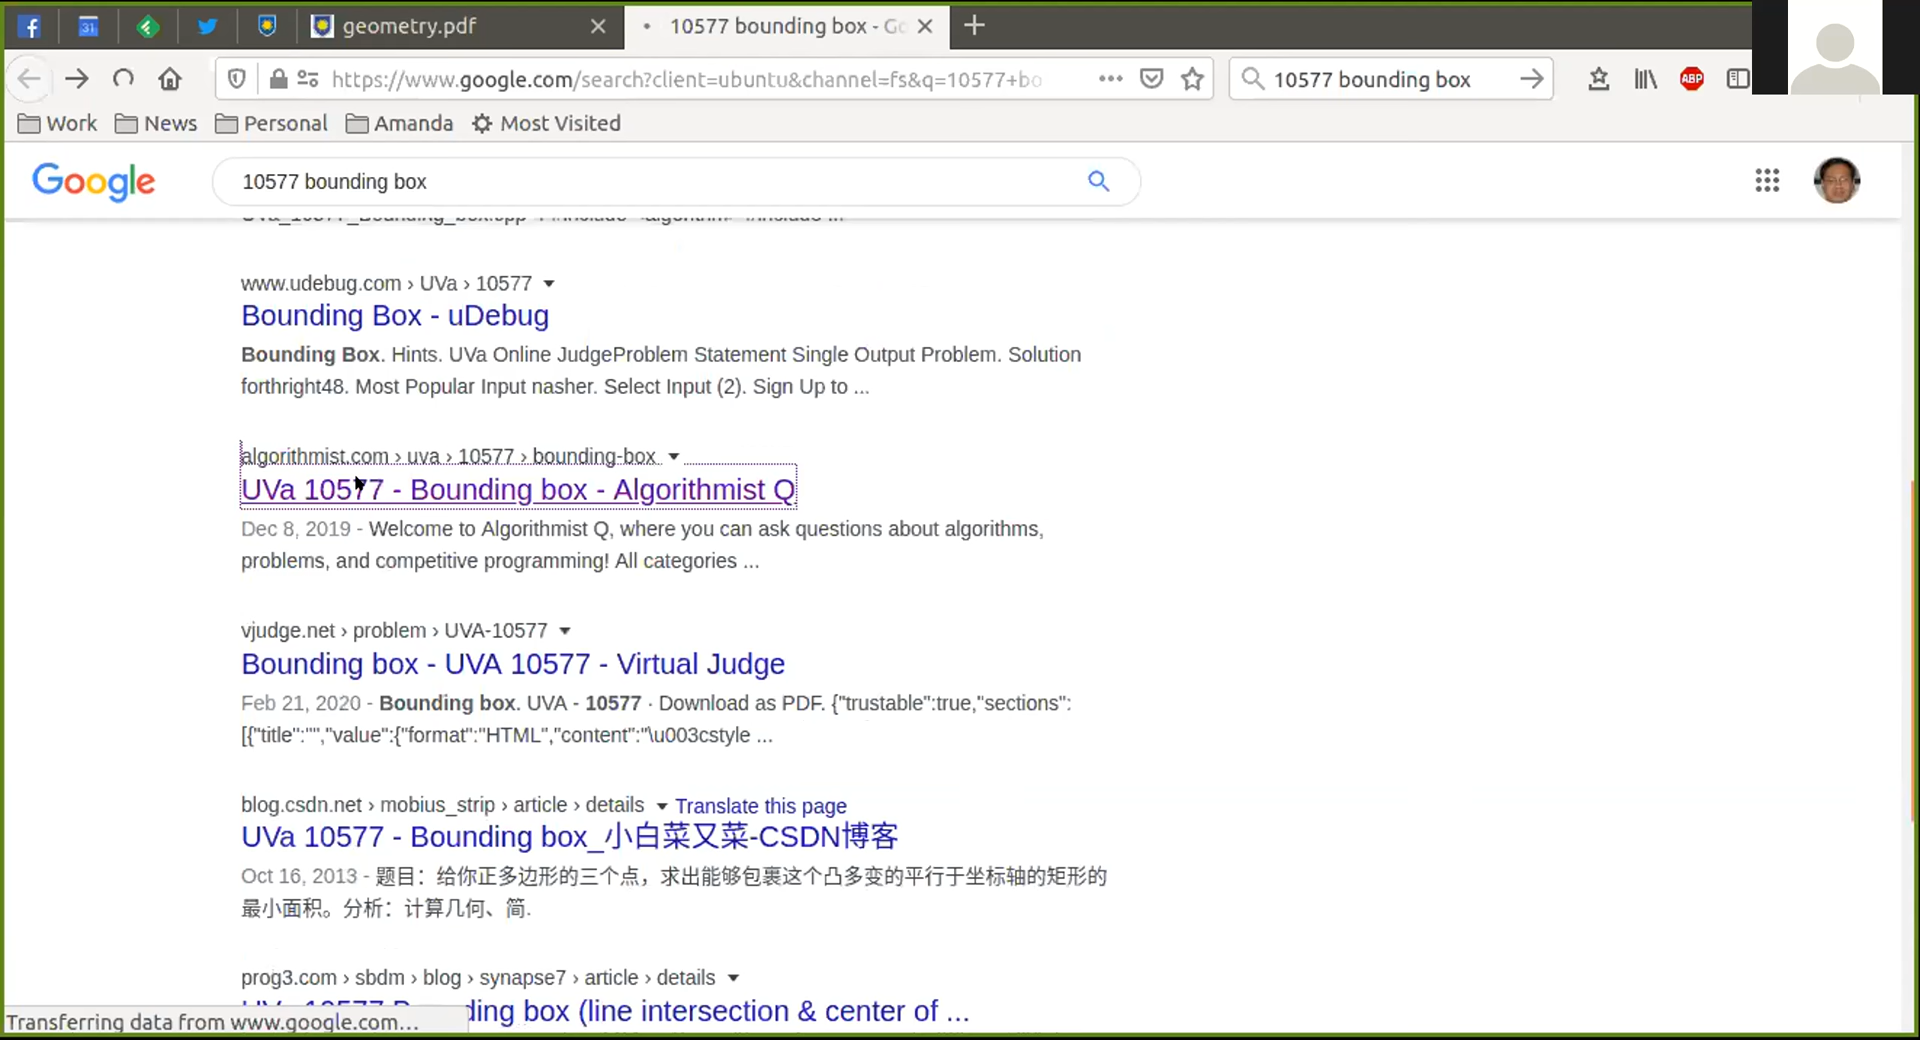 31
geometry.pdf
10577 bounding box - Go
https://www.google.com/search?client=ubuntu&channel=fs&q=10577+bo
10577 bounding box
ABP
Work
News
Personal
Amanda
Most Visited
Google
10577 bounding box
www.udebug.com › UVa › 10577
Bounding Box - uDebug
Bounding Box. Hints. UVa Online JudgeProblem Statement Single Output Problem. Solution
forthright48. Most Popular Input nasher. Select Input (2). Sign Up to ...
algorithmist.com › uva › 10577 › bounding-box
UVa 10577 - Bounding box - Algorithmist Q
Dec 8, 2019 - Welcome to Algorithmist Q, where you can ask questions about algorithms,
problems, and competitive programming! All categories ...
vjudge.net › problem › UVA-10577
Bounding box - UVA 10577 - Virtual Judge
Feb 21, 2020 - Bounding box. UVA - 10577 · Download as PDF. {"trustable":true,"sections":
[{"title":"","value":{"format":"HTML","content":"\u003cstyle ...
blog.csdn.net › mobius_strip › article › details Translate this page
UVa 10577 - Bounding box_小白菜又菜-CSDN博客
Oct 16, 2013 - 题目：给你正多边形的三个点，求出能够包裹这个凸多变的平行于坐标轴的矩形的
最小面积。分析：计算几何、简.
prog3.com › sbdm › blog › synapse7 › article › details
ding box (line intersection & center of ...
Transferring data from www.google.com...